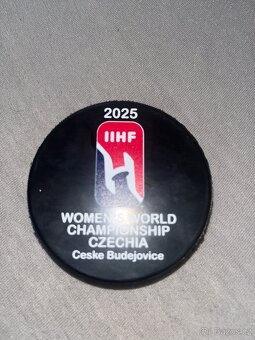 2025
IIHF
WOMEN'S WORLD
CHAMPIONSHIP
CZECHIA
Ceske Budejovice